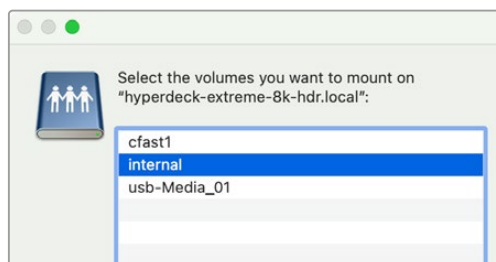 Select the volumes you want to mount on
“hyperdeck-extreme-8k-hdr.local”:
cfast1
internal
usb-Media_01